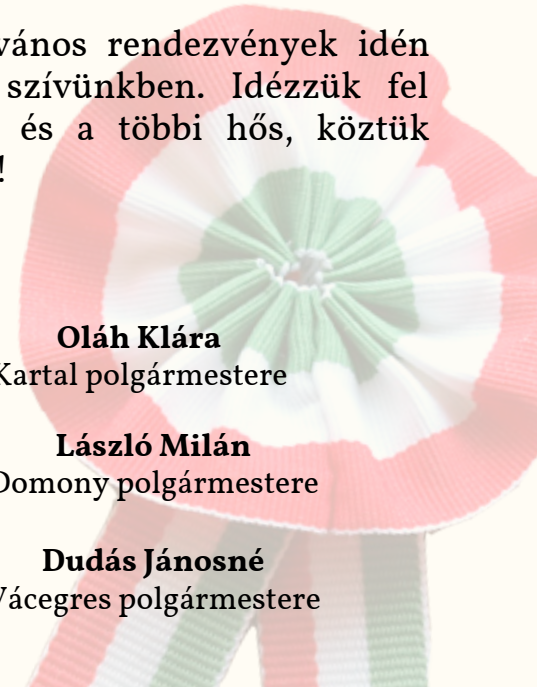 vános rendezvények idén
szívünkben. Idézzük fel
és a többi hős, köztük
!
Oláh Klára
Kartal polgármestere
László Milán
Domony polgármestere
Dudás Jánosné
Vácegres polgármestere